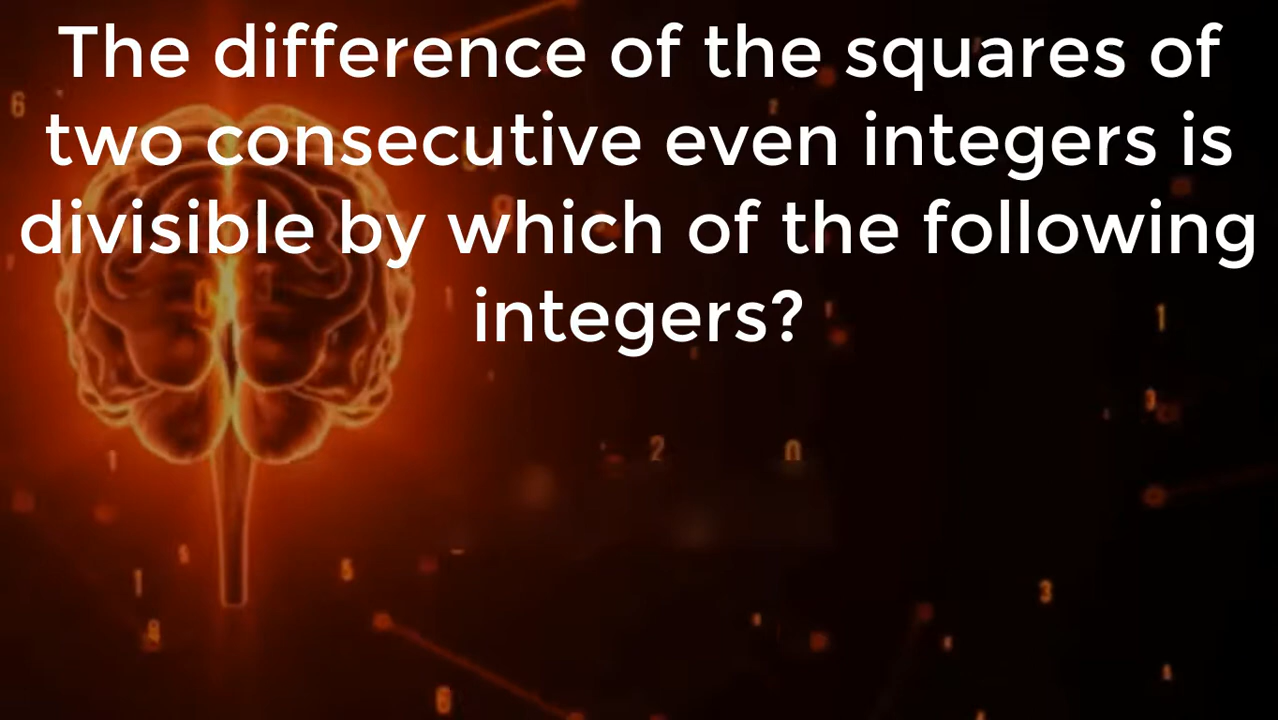 The difference of the squares of
two consecutive even integers is
divisible by which of the following
integers?